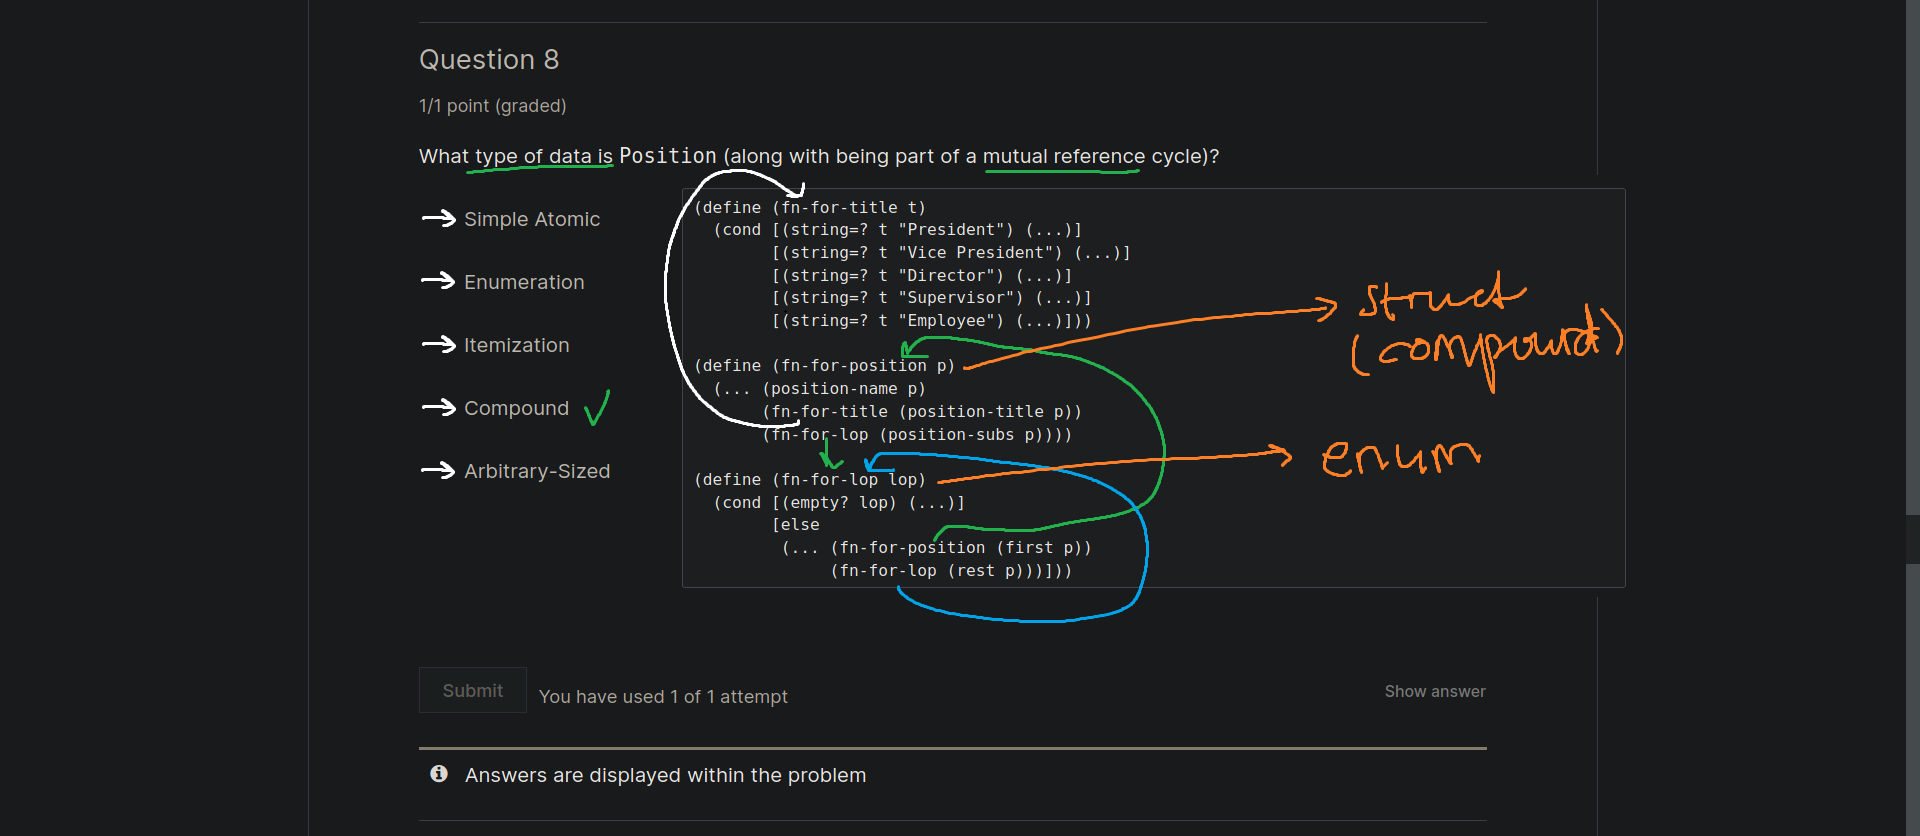 Question 8
1/1 point (graded)
What type of data is Position (along with being part of a mutual reference cycle)?
Simple Atomic
Enumeration
Itemization
Compound
Arbitrary-Sized
(define (fn-for-title t)
  (cond [(string=? t "President") (...)]
        [(string=? t "Vice President") (...)]
        [(string=? t "Director") (...)]
        [(string=? t "Supervisor") (...)]
        [(string=? t "Employee") (...)]))
(define (fn-for-position p)
  (... (position-name p)
       (fn-for-title (position-title p))
       (fn-for-lop (position-subs p))))
(define (fn-for-lop lop)
  (cond [(empty? lop) (...)]
        [else
         (... (fn-for-position (first p))
              (fn-for-lop (rest p)))]))
struct
(compound)
enum
Submit
You have used 1 of 1 attempt
Show answer
Answers are displayed within the problem